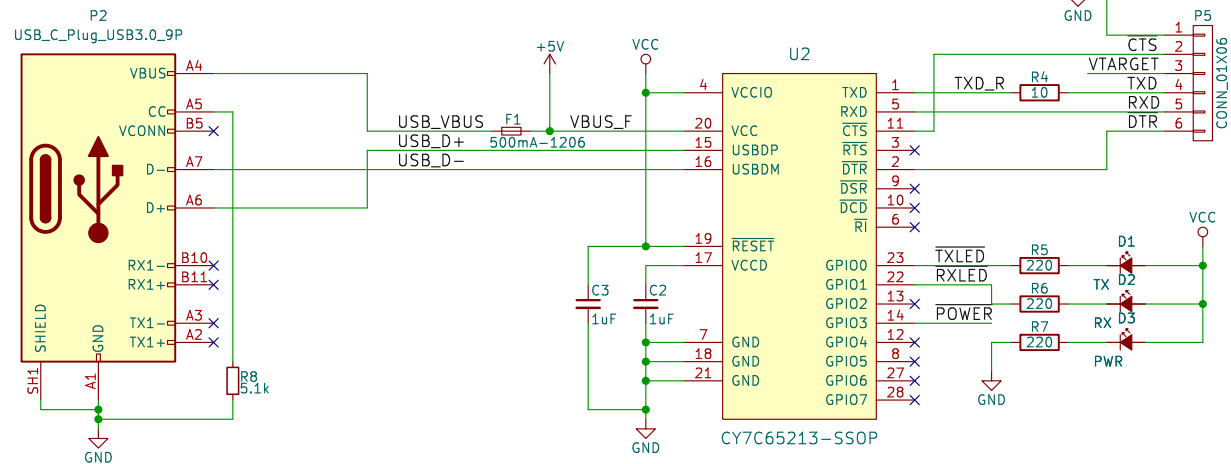 P2
USB_C_Plug_USB3.0_9P
VBUS A4
CC A5
VCONN B5
D- A7
D+ A6
RX1- B10
RX1+ B11
TX1- A3
TX1+ A2
SHIELD
GND
SH1
A1
GND
R8
5.1k
USB_VBUS
USB_D+
USB_D-
F1
500mA-1206
+5V
VBUS_F
VCC
C3
1uF
C2
1uF
GND
U2
4 VCCIO
20 VCC
15 USBDP
16 USBDM
19 RESET
17 VCCD
7 GND
18 GND
21 GND
TXD 1
RXD 5
CTS 11
RTS 3
DTR 2
DSR 9
DCD 10
RI 6
GPIO0 23
GPIO1 22
GPIO2 13
GPIO3 14
GPIO4 12
GPIO5 8
GPIO6 27
GPIO7 28
CY7C65213-SSOP
TXD_R
R4
10
GND
P5
CONN_01X06
1
CTS 2
VTARGET 3
TXD 4
RXD 5
DTR 6
TXLED
RXLED
POWER
R5
220
R6
220
R7
220
GND
D1
TX
D2
RX
D3
PWR
VCC